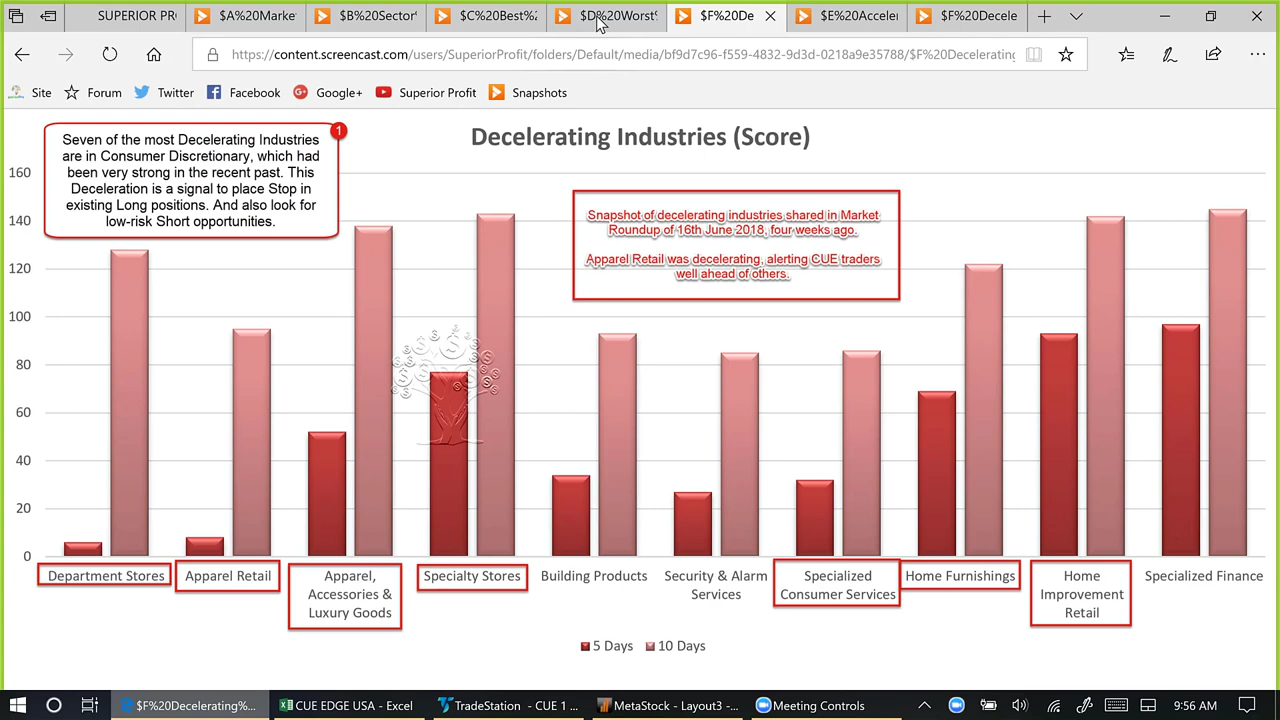 SUPERIOR PR
$A%20Marke
$B%20Sector
$C%20Best%2
$D%20Worst%
$F%20De
$E%20Acceler
$F%20Decele
https://content.screencast.com/users/SuperiorProfit/folders/Default/media/bf9d7c96-f559-4832-9d3d-0218a9e35788/$F%20Decelerating
Site
Forum
Twitter
Facebook
Google+
Superior Profit
Snapshots
Decelerating Industries (Score)
1
Seven of the most Decelerating Industries
are in Consumer Discretionary, which had
been very strong in the recent past. This
Deceleration is a signal to place Stop in
existing Long positions. And also look for
low-risk Short opportunities.
Snapshot of decelerating industries shared in Market
Roundup of 16th June 2018, four weeks ago.
Apparel Retail was decelerating, alerting CUE traders
well ahead of others.
160
140
120
100
80
60
40
20
0
Department Stores
Apparel Retail
Apparel,
Accessories &
Luxury Goods
Specialty Stores
Building Products
Security & Alarm
Services
Specialized
Consumer Services
Home Furnishings
Home
Improvement
Retail
Specialized Finance
5 Days
10 Days
$F%20Decelerating%...
CUE EDGE USA - Excel
TradeStation - CUE 1 ...
MetaStock - Layout3 - ...
Meeting Controls
9:56 AM